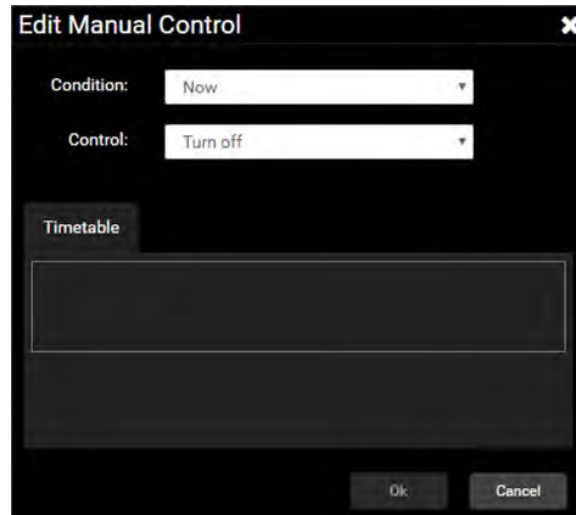 Edit Manual Control
Condition: Now
Control: Turn off
Timetable
Ok Cancel